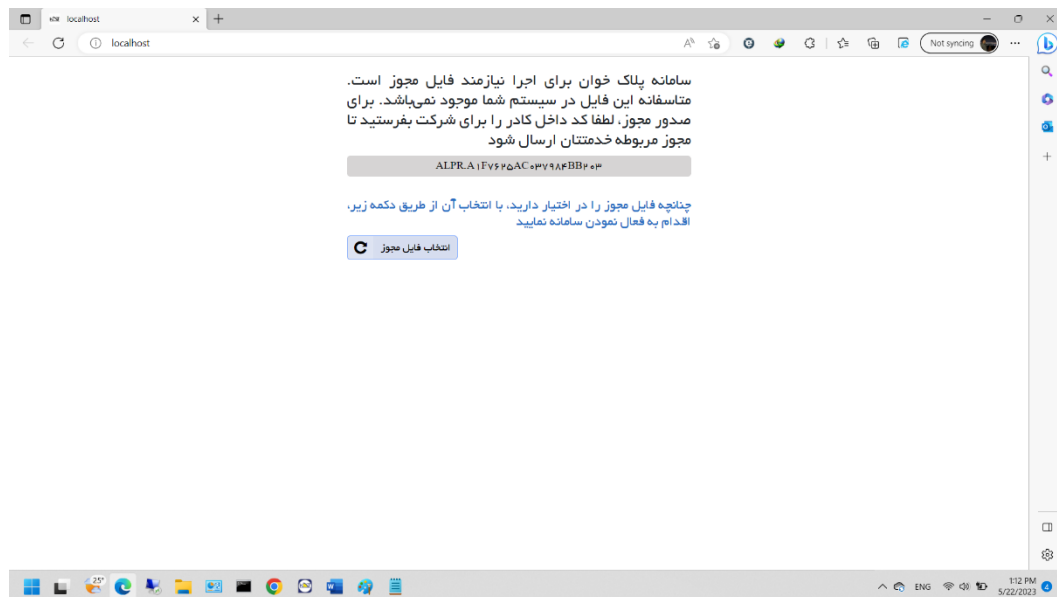 localhost
localhost
Not syncing
سامانه پلاک خوان برای اجرا نیازمند فایل مجوز است.
متاسفانه این فایل در سیستم شما موجود نمی‌باشد. برای
صدور مجوز، لطفا کد داخل کادر را برای شرکت بفرستید تا
مجوز مربوطه خدمتتان ارسال شود
ALPR.A۱F۷۶۲۵AC۰۳۷۹۸۴BB۲۰۳
چنانچه فایل مجوز را در اختیار دارید، با انتخاب آن از طریق دکمه زیر،
اقدام به فعال نمودن سامانه نمایید
انتخاب فایل مجوز
25°
ENG
1:12 PM
5/22/2023
4